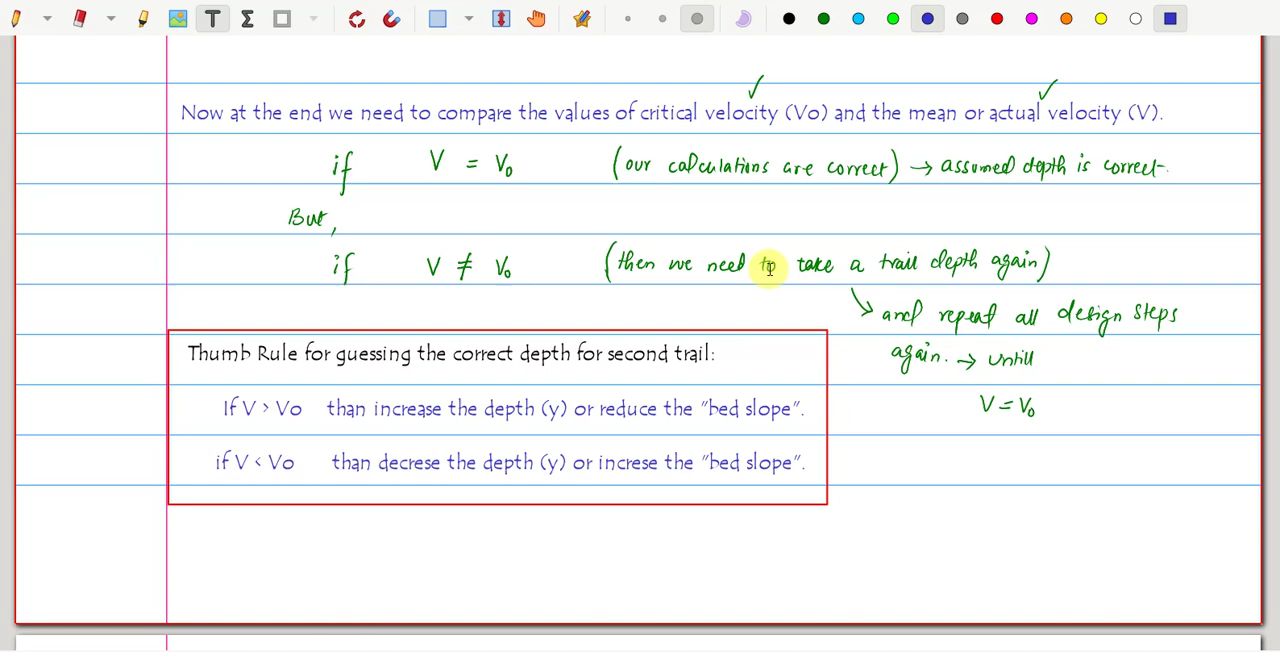 Now at the end we need to compare the values of critical velocity (Vo) and the mean or actual velocity (V).
if V = V₀ (our calculations are correct) → assumed depth is correct.
But,
if V ≠ V₀ (then we need to take a trail depth again)
and repeat all design steps
again. → untill
V = V₀
Thumb Rule for guessing the correct depth for second trail:
If V > Vo than increase the depth (y) or reduce the "bed slope".
if V < Vo than decrese the depth (y) or increse the "bed slope".